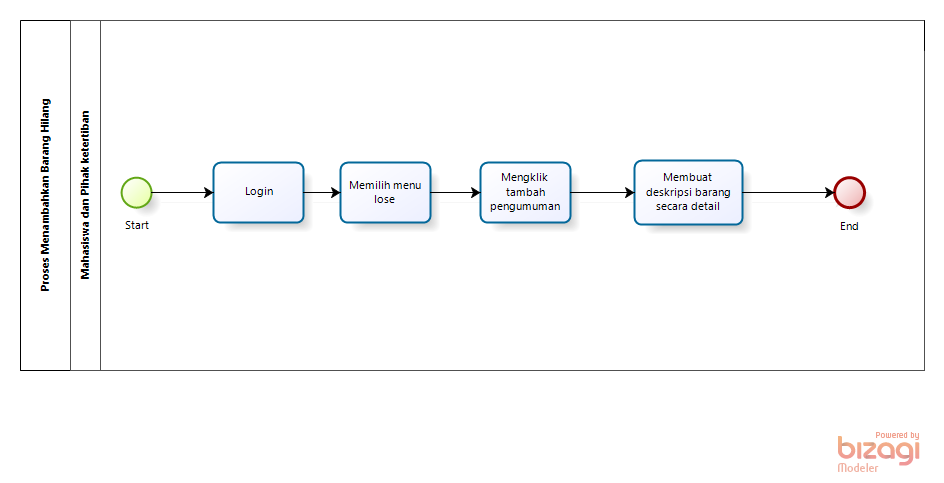 Proses Menambahkan Barang Hilang
Mahasiswa dan Pihak ketertiban
Start
Login
Memilih menu
lose
Mengklik
tambah
pengumuman
Membuat
deskripsi barang
secara detail
End
Powered by
bizagi
Modeler